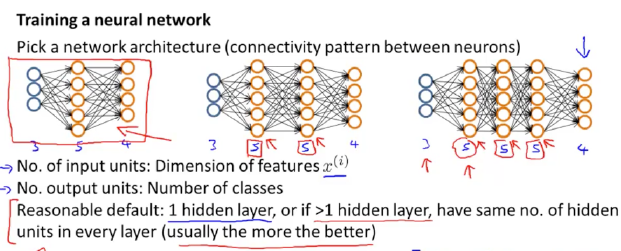 Training a neural network
Pick a network architecture (connectivity pattern between neurons)
3 5 4 3 5 5 4 3 5 5 5 4
→ No. of input units: Dimension of features x^{(i)}
→ No. output units: Number of classes
Reasonable default: 1 hidden layer, or if >1 hidden layer, have same no. of hidden
units in every layer (usually the more the better)